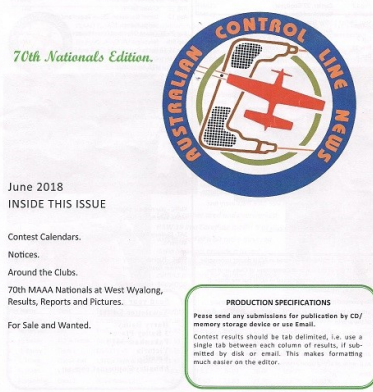 70th Nationals Edition.
AUSTRALIAN CONTROL LINE NEWS
June 2018
INSIDE THIS ISSUE
Contest Calendars.
Notices.
Around the Clubs.
70th MAAA Nationals at West Wyalong,
Results, Reports and Pictures.
For Sale and Wanted.
PRODUCTION SPECIFICATIONS
Pease send any submissions for publication by CD/
memory storage device or use Email.
Contest results should be tab delimited, i.e. use a
single tab between each column of results, if sub-
mitted by disk or email. This makes formatting
much easier on the editor.